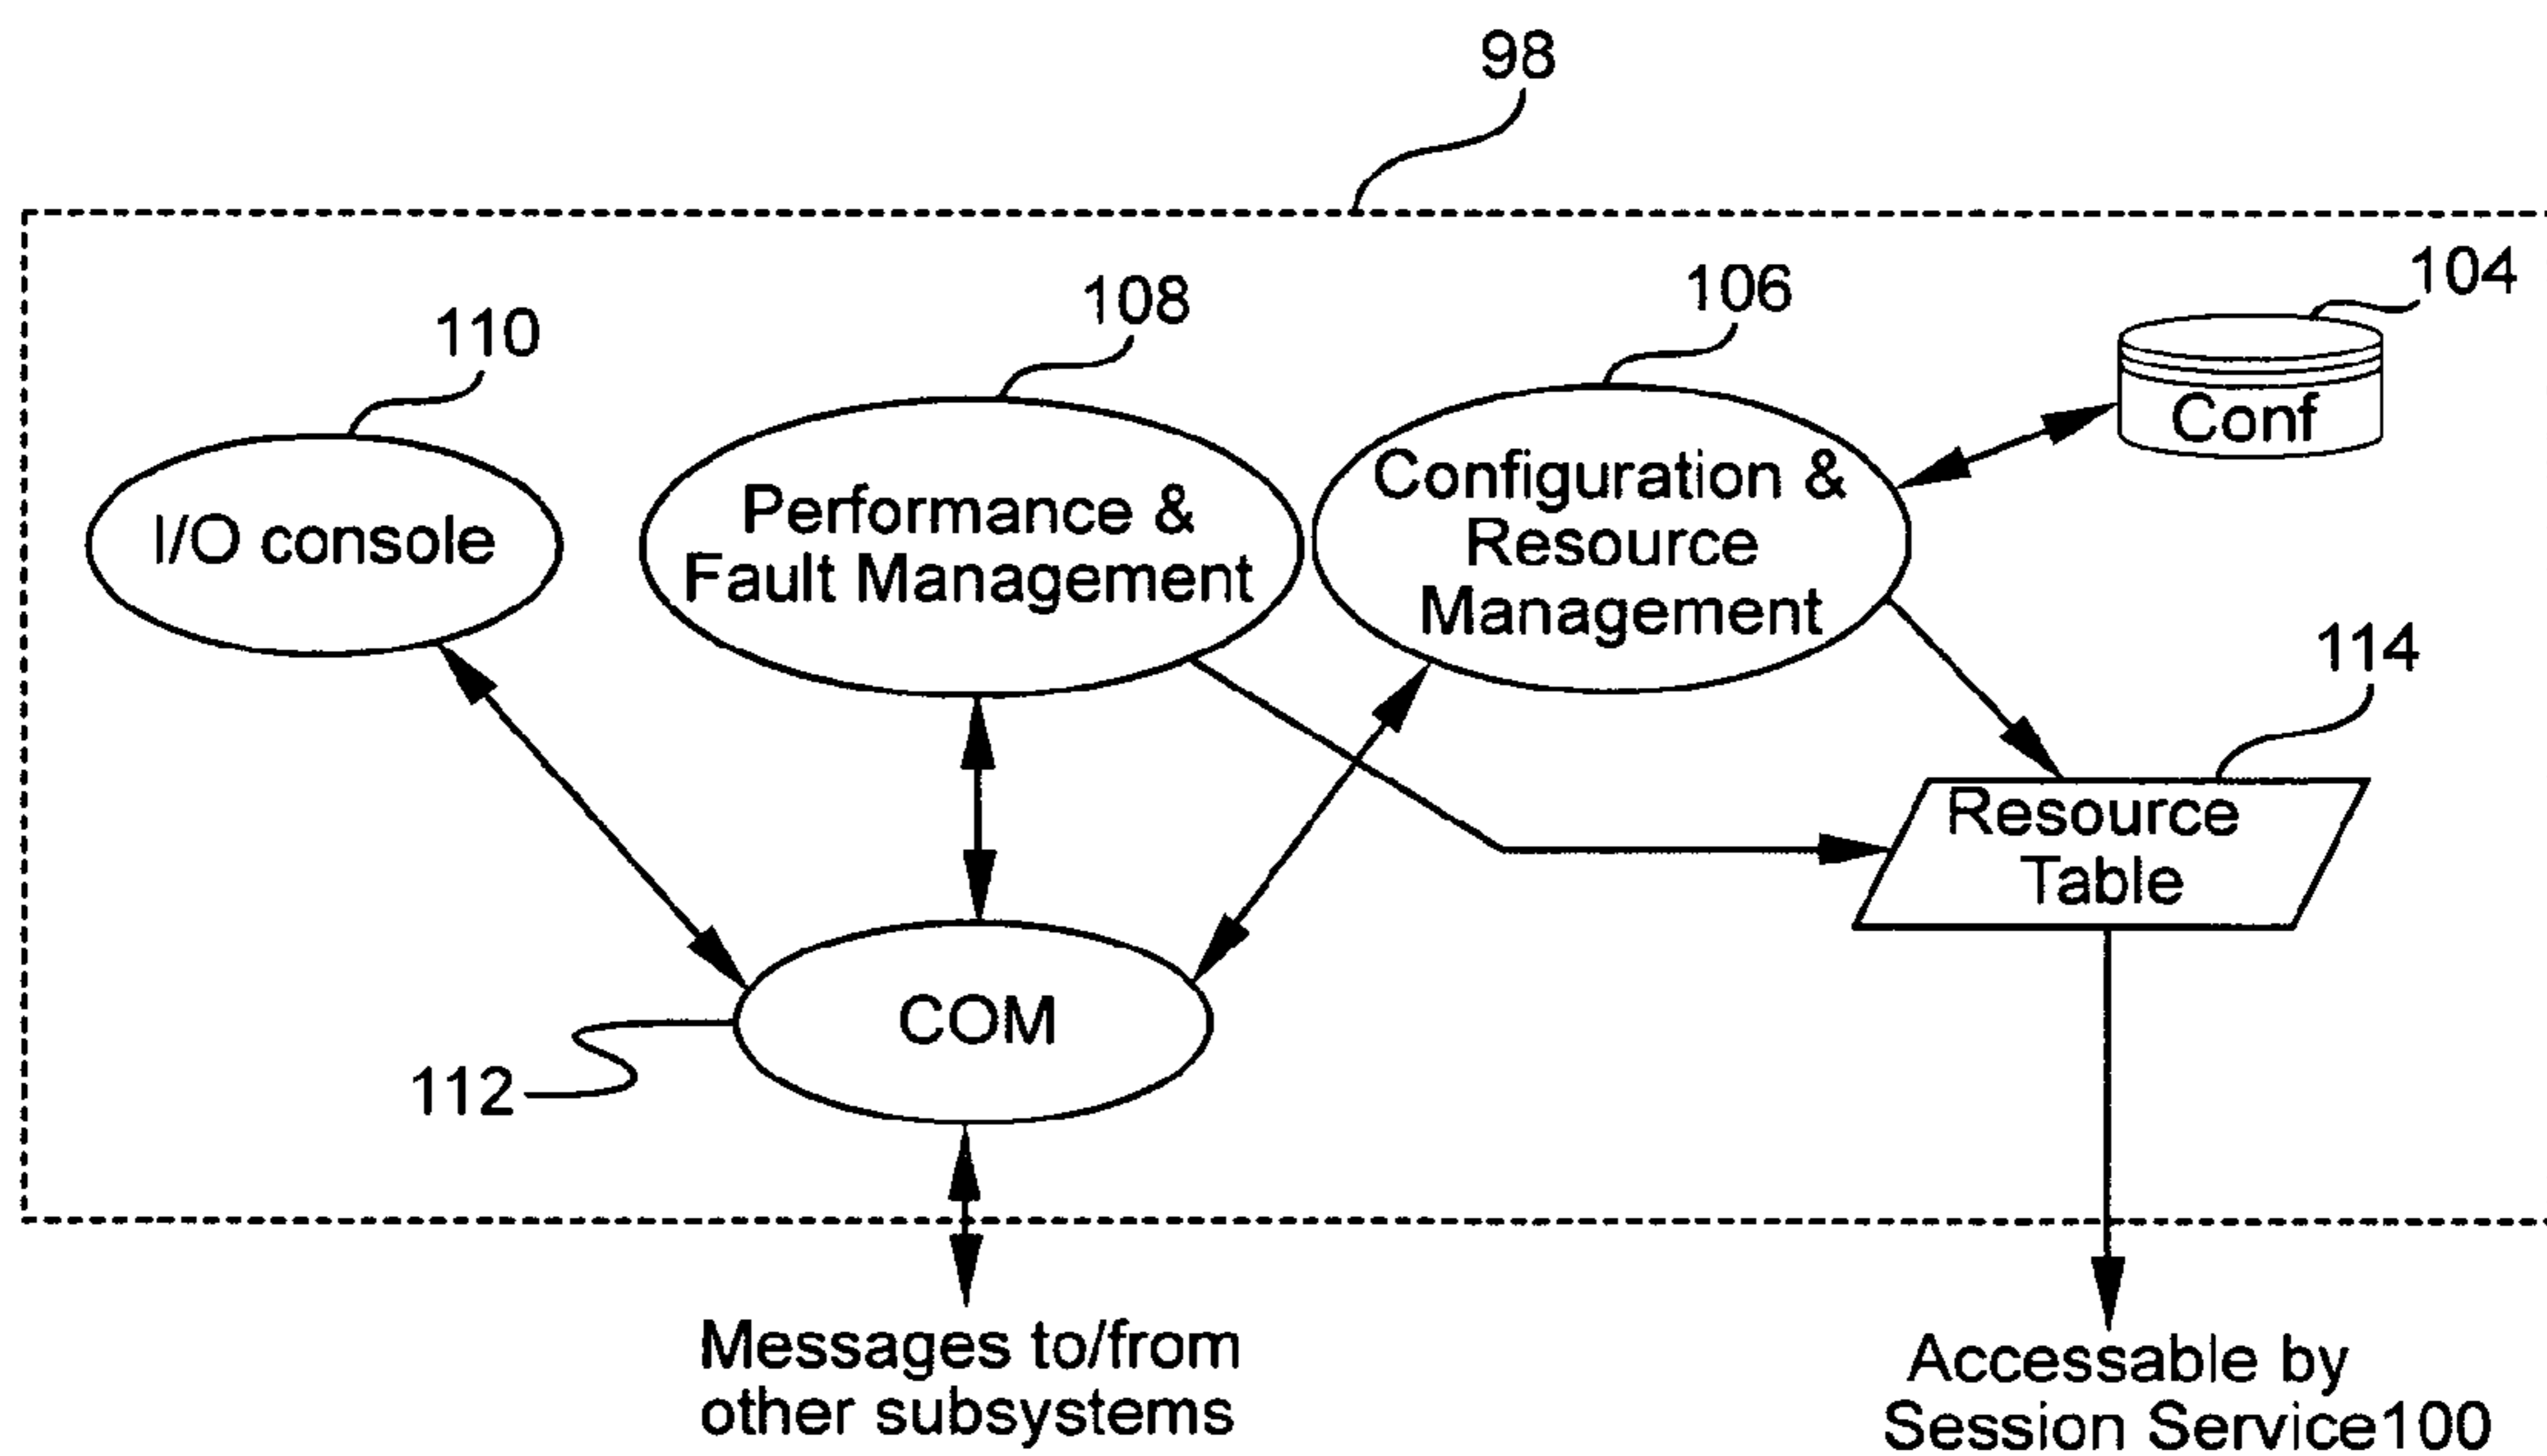 98
104
106
108
110
Conf
Configuration &
Resource
Management
Performance &
Fault Management
I/O console
114
Resource
Table
COM
112
Messages to/from
other subsystems
Accessable by
Session Service100